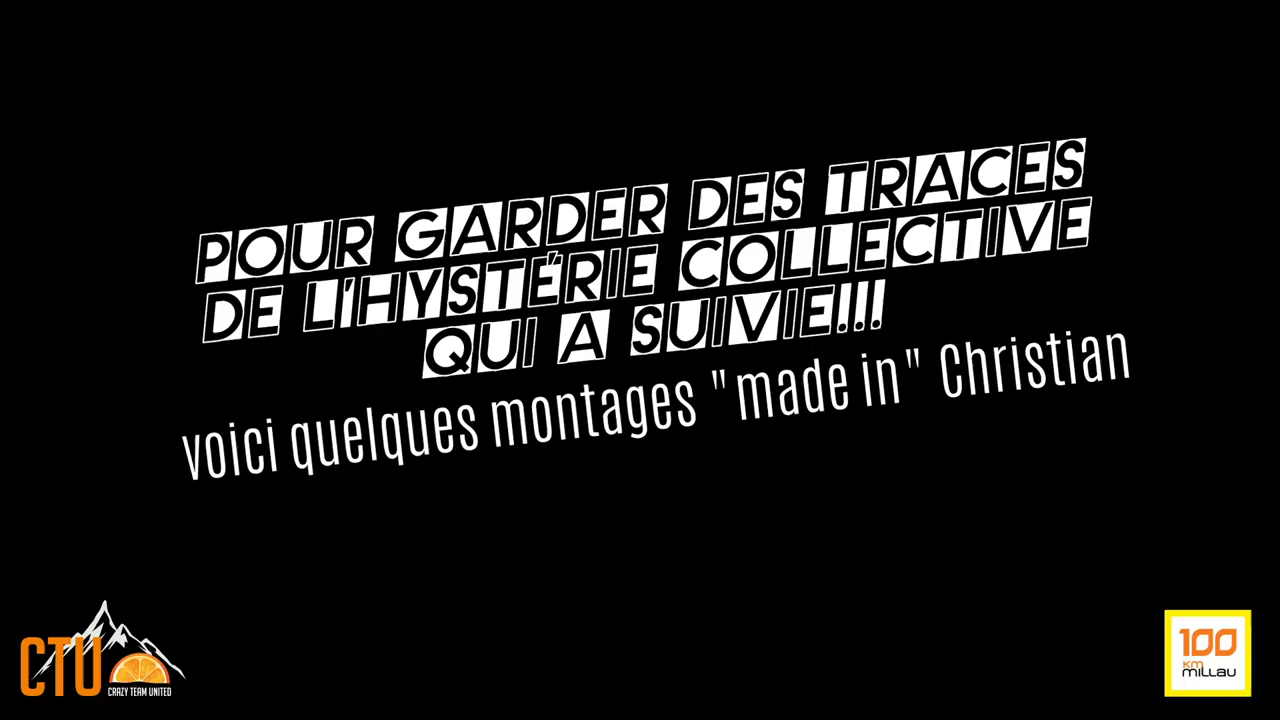 POUR GARDER DES TRACES
DE L'HYSTÉRIE COLLECTIVE
QUI A SUIVIE!!!
voici quelques montages "made in" Christian
CTU
CRAZY TEAM UNITED
100
KM
MILLAU